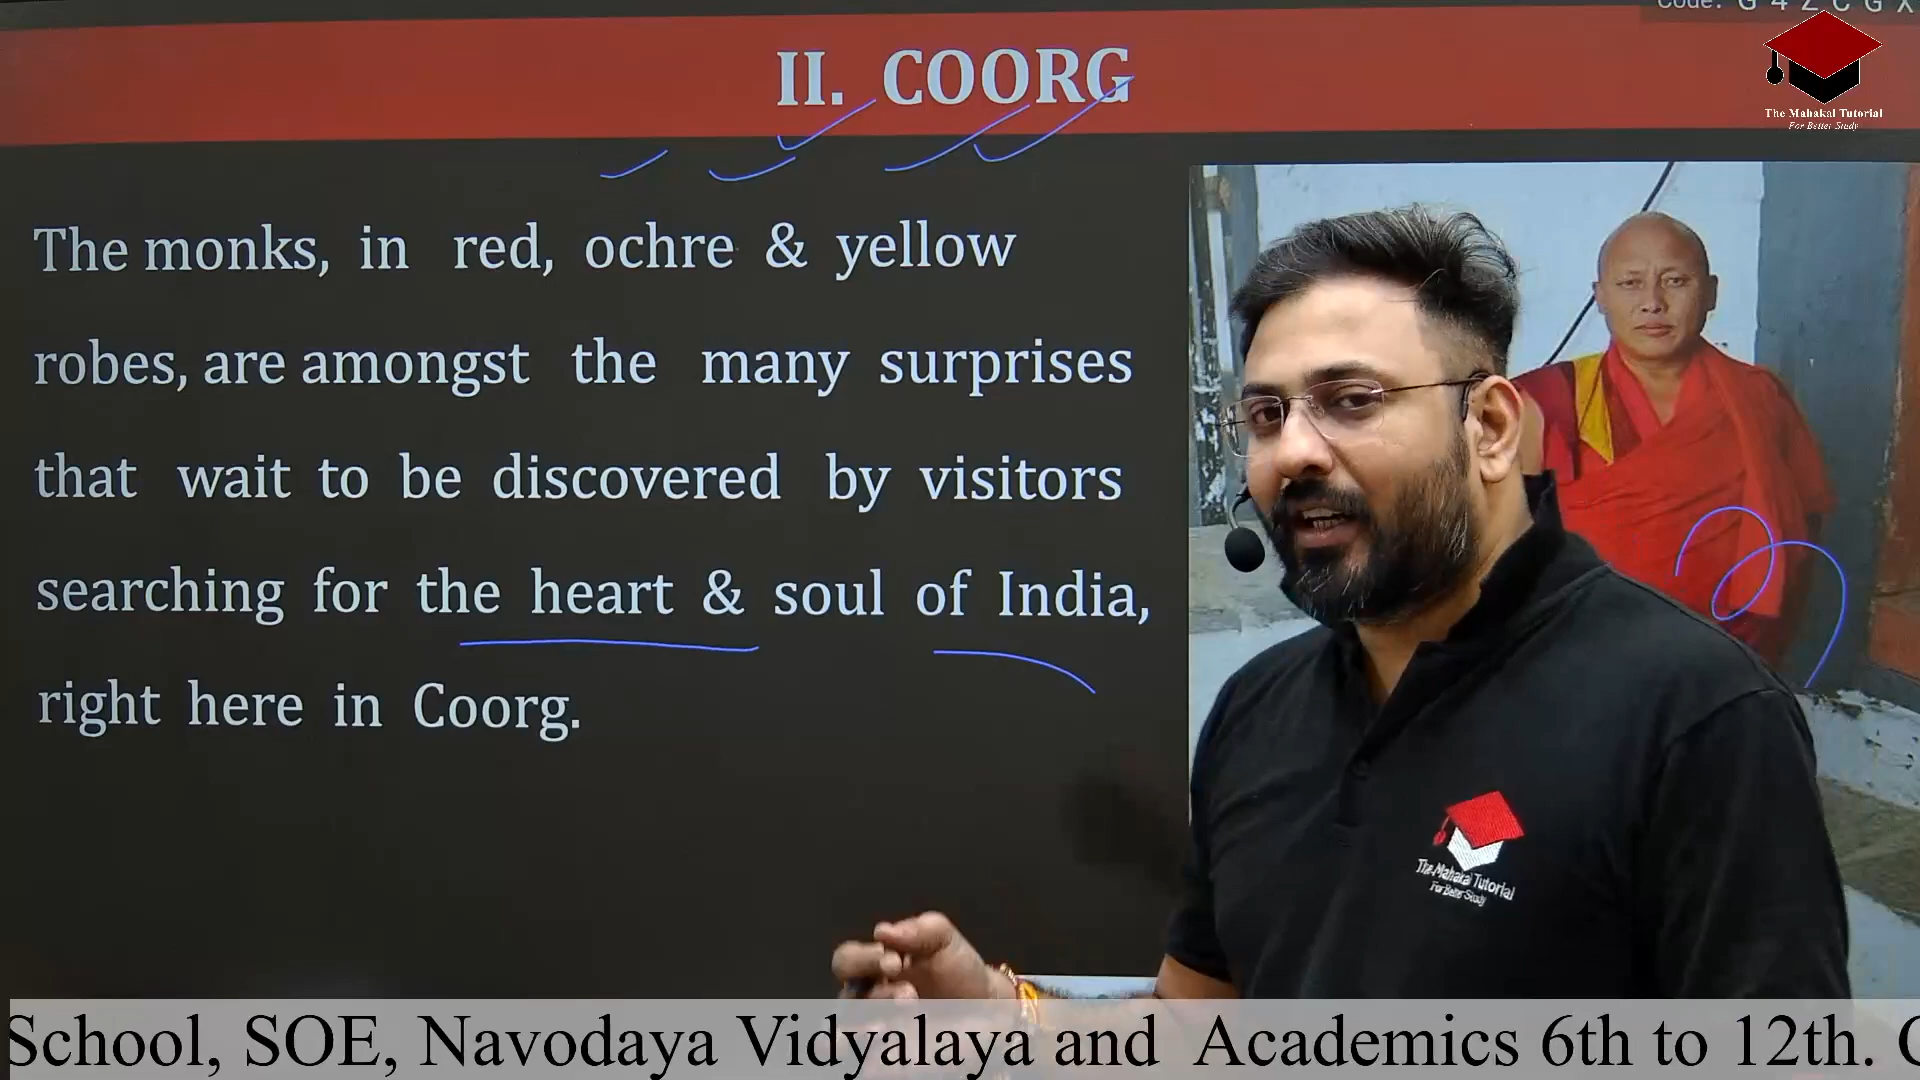 Code: G 4 Z C G X
II. COORG
The Mahakal Tutorial
For Better Study
The monks, in red, ochre & yellow
robes, are amongst the many surprises
that wait to be discovered by visitors
searching for the heart & soul of India,
right here in Coorg.
The Mahakal Tutorial
For Better Study
School, SOE, Navodaya Vidyalaya and Academics 6th to 12th.